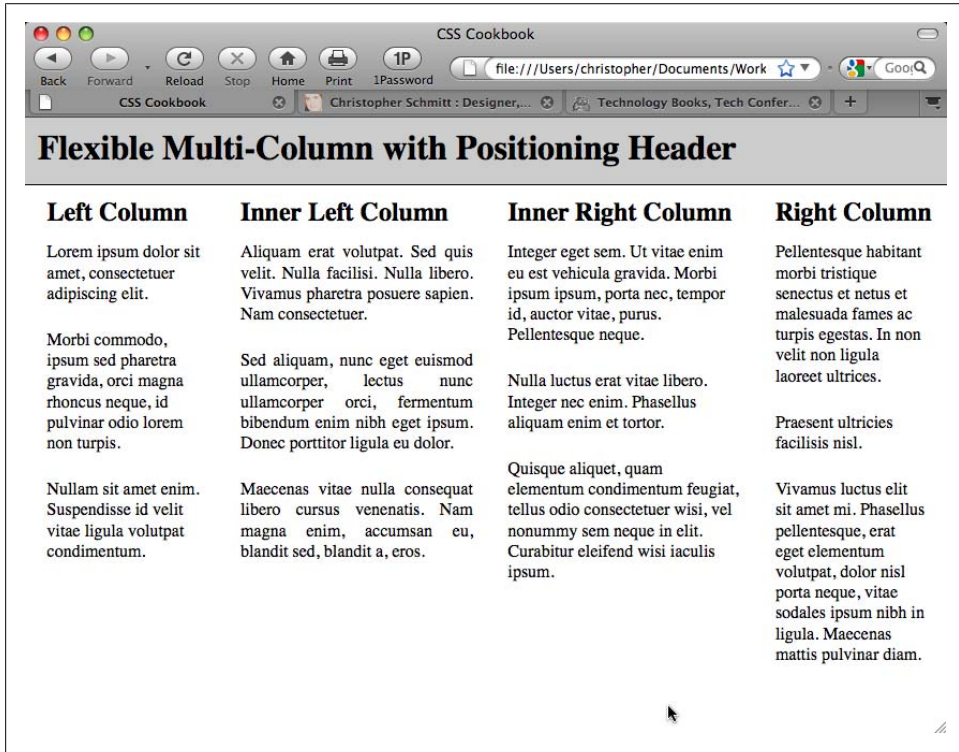 CSS Cookbook
1P
file:///Users/christopher/Documents/Work
Goog
Back Forward Reload Stop Home Print 1Password
CSS Cookbook
Christopher Schmitt : Designer,...
Technology Books, Tech Confer...
+
Flexible Multi-Column with Positioning Header
Left Column
Lorem ipsum dolor sit
amet, consectetuer
adipiscing elit.
Morbi commodo,
ipsum sed pharetra
gravida, orci magna
rhoncus neque, id
pulvinar odio lorem
non turpis.
Nullam sit amet enim.
Suspendisse id velit
vitae ligula volutpat
condimentum.
Inner Left Column
Aliquam erat volutpat. Sed quis
velit. Nulla facilisi. Nulla libero.
Vivamus pharetra posuere sapien.
Nam consectetuer.
Sed aliquam, nunc eget euismod
ullamcorper, lectus nunc
ullamcorper orci, fermentum
bibendum enim nibh eget ipsum.
Donec porttitor ligula eu dolor.
Maecenas vitae nulla consequat
libero cursus venenatis. Nam
magna enim, accumsan eu,
blandit sed, blandit a, eros.
Inner Right Column
Integer eget sem. Ut vitae enim
eu est vehicula gravida. Morbi
ipsum ipsum, porta nec, tempor
id, auctor vitae, purus.
Pellentesque neque.
Nulla luctus erat vitae libero.
Integer nec enim. Phasellus
aliquam enim et tortor.
Quisque aliquet, quam
elementum condimentum feugiat,
tellus odio consectetuer wisi, vel
nonummy sem neque in elit.
Curabitur eleifend wisi iaculis
ipsum.
Right Column
Pellentesque habitant
morbi tristique
senectus et netus et
malesuada fames ac
turpis egestas. In non
velit non ligula
laoreet ultrices.
Praesent ultricies
facilisis nisl.
Vivamus luctus elit
sit amet mi. Phasellus
pellentesque, erat
eget elementum
volutpat, dolor nisl
porta neque, vitae
sodales ipsum nibh in
ligula. Maecenas
mattis pulvinar diam.